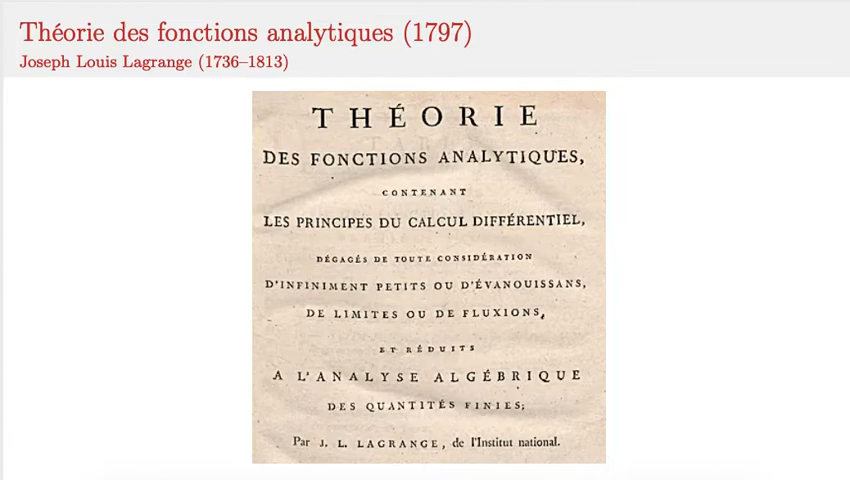 Théorie des fonctions analytiques (1797)
Joseph Louis Lagrange (1736–1813)
THÉORIE
DES FONCTIONS ANALYTIQUES,
CONTENANT
LES PRINCIPES DU CALCUL DIFFÉRENTIEL,
DÉGAGÉS DE TOUTE CONSIDÉRATION
D'INFINIMENT PETITS OU D'ÉVANOUISSANS,
DE LIMITES OU DE FLUXIONS,
ET RÉDUITS
A L'ANALYSE ALGÉBRIQUE
DES QUANTITÉS FINIES;
Par J. L. LAGRANGE, de l'Institut national.